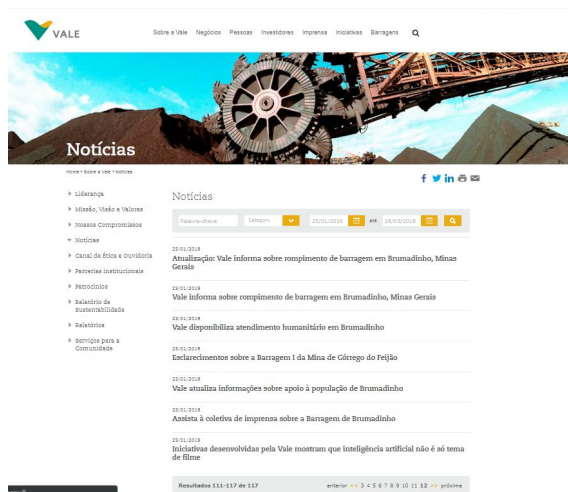 VALE
Sobre a Vale Negócios Pessoas Investidores Imprensa Iniciativas Barragens
Notícias
Home • Sobre a Vale • Notícias
Liderança
Missão, Visão e Valores
Nossos Compromissos
Notícias
Canal de Ética e Ouvidoria
Parcerias institucionais
Patrocínios
Relatório de
Sustentabilidade
Relatórios
Serviços para a
Comunidade
Notícias
Palavra-chave Category 25/01/2019 até 28/03/2019
25/01/2019
Atualização: Vale informa sobre rompimento de barragem em Brumadinho, Minas
Gerais
25/01/2019
Vale informa sobre rompimento de barragem em Brumadinho, Minas Gerais
25/01/2019
Vale disponibiliza atendimento humanitário em Brumadinho
25/01/2019
Esclarecimentos sobre a Barragem I da Mina de Córrego do Feijão
25/01/2019
Vale atualiza informações sobre apoio à população de Brumadinho
25/01/2019
Assista à coletiva de imprensa sobre a Barragem de Brumadinho
25/01/2019
Iniciativas desenvolvidas pela Vale mostram que inteligência artificial não é só tema
de filme
Resultados 111-117 de 117 anterior << 3 4 5 6 7 8 9 10 11 12 >> próxima